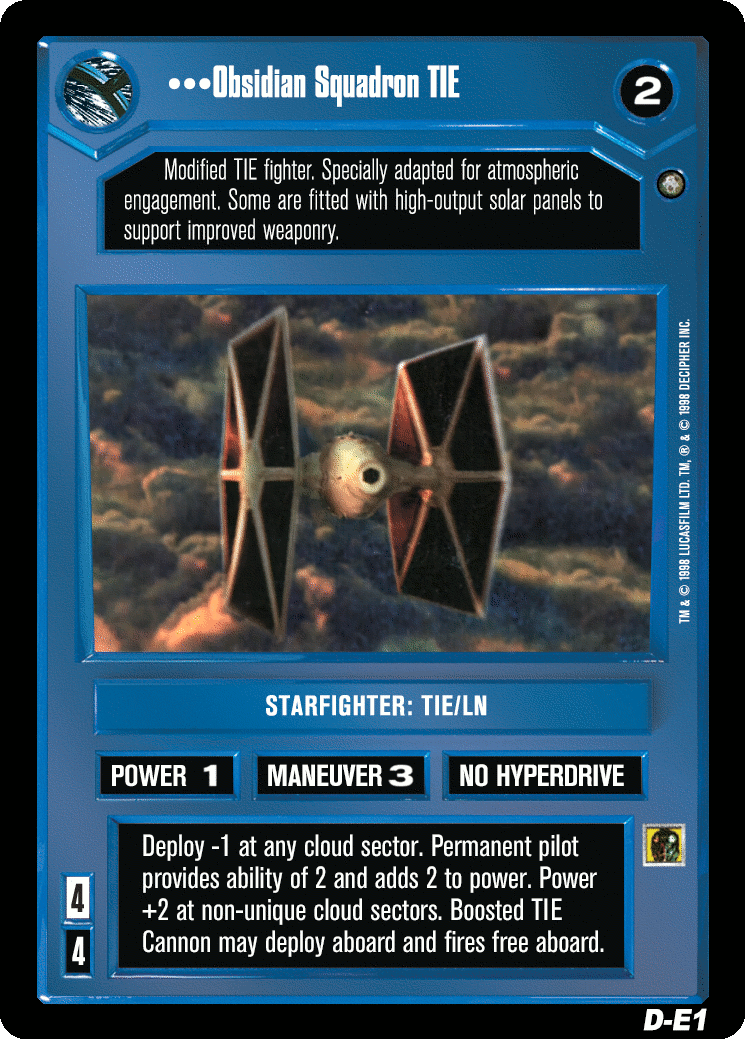 •••Obsidian Squadron TIE
2
Modified TIE fighter. Specially adapted for atmospheric
engagement. Some are fitted with high-output solar panels to
support improved weaponry.
TM & © 1998 LUCASFILM LTD. TM, ® & © 1998 DECIPHER INC.
STARFIGHTER: TIE/LN
POWER 1
MANEUVER 3
NO HYPERDRIVE
Deploy -1 at any cloud sector. Permanent pilot
provides ability of 2 and adds 2 to power. Power
+2 at non-unique cloud sectors. Boosted TIE
Cannon may deploy aboard and fires free aboard.
4
4
D-E1